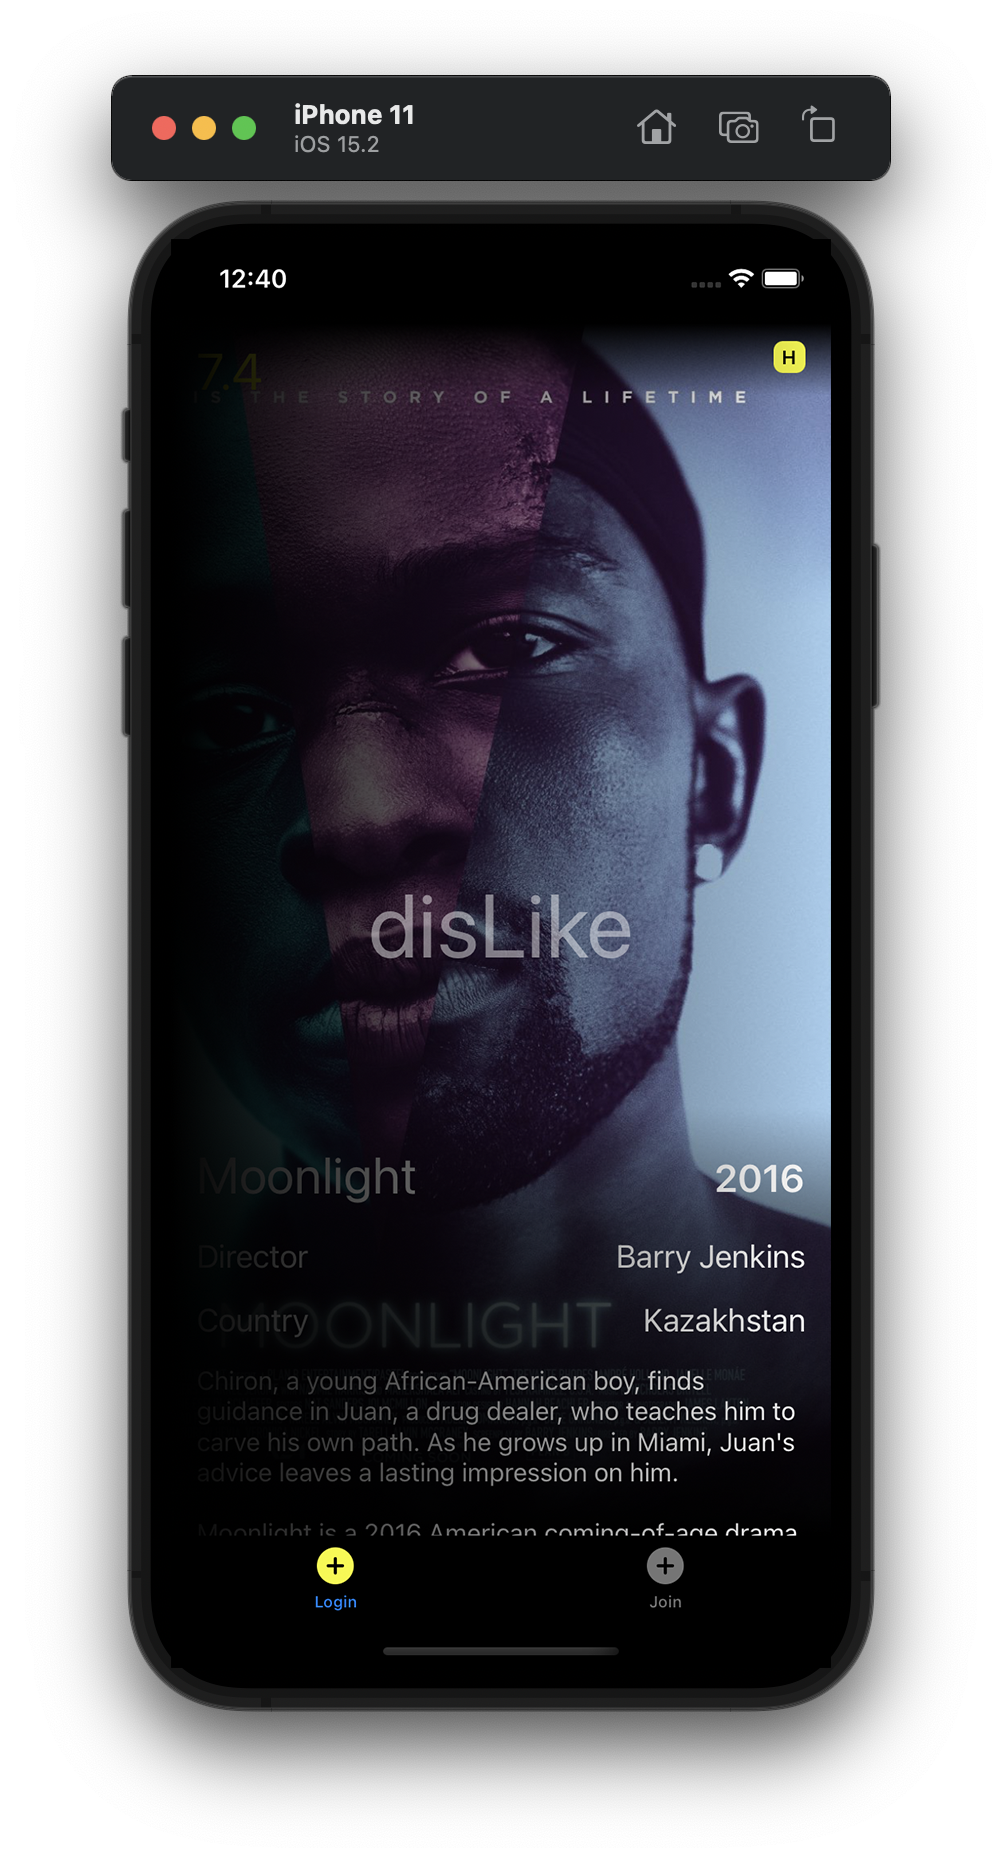 iPhone 11
iOS 15.2
12:40
7.4
H
IS THE STORY OF A LIFETIME
disLike
Moonlight
2016
Director
Barry Jenkins
MOONLIGHT
Country
Kazakhstan
Chiron, a young African-American boy, finds
guidance in Juan, a drug dealer, who teaches him to
carve his own path. As he grows up in Miami, Juan's
advice leaves a lasting impression on him.
Moonlight is a 2016 American coming-of-age drama
Login
Join